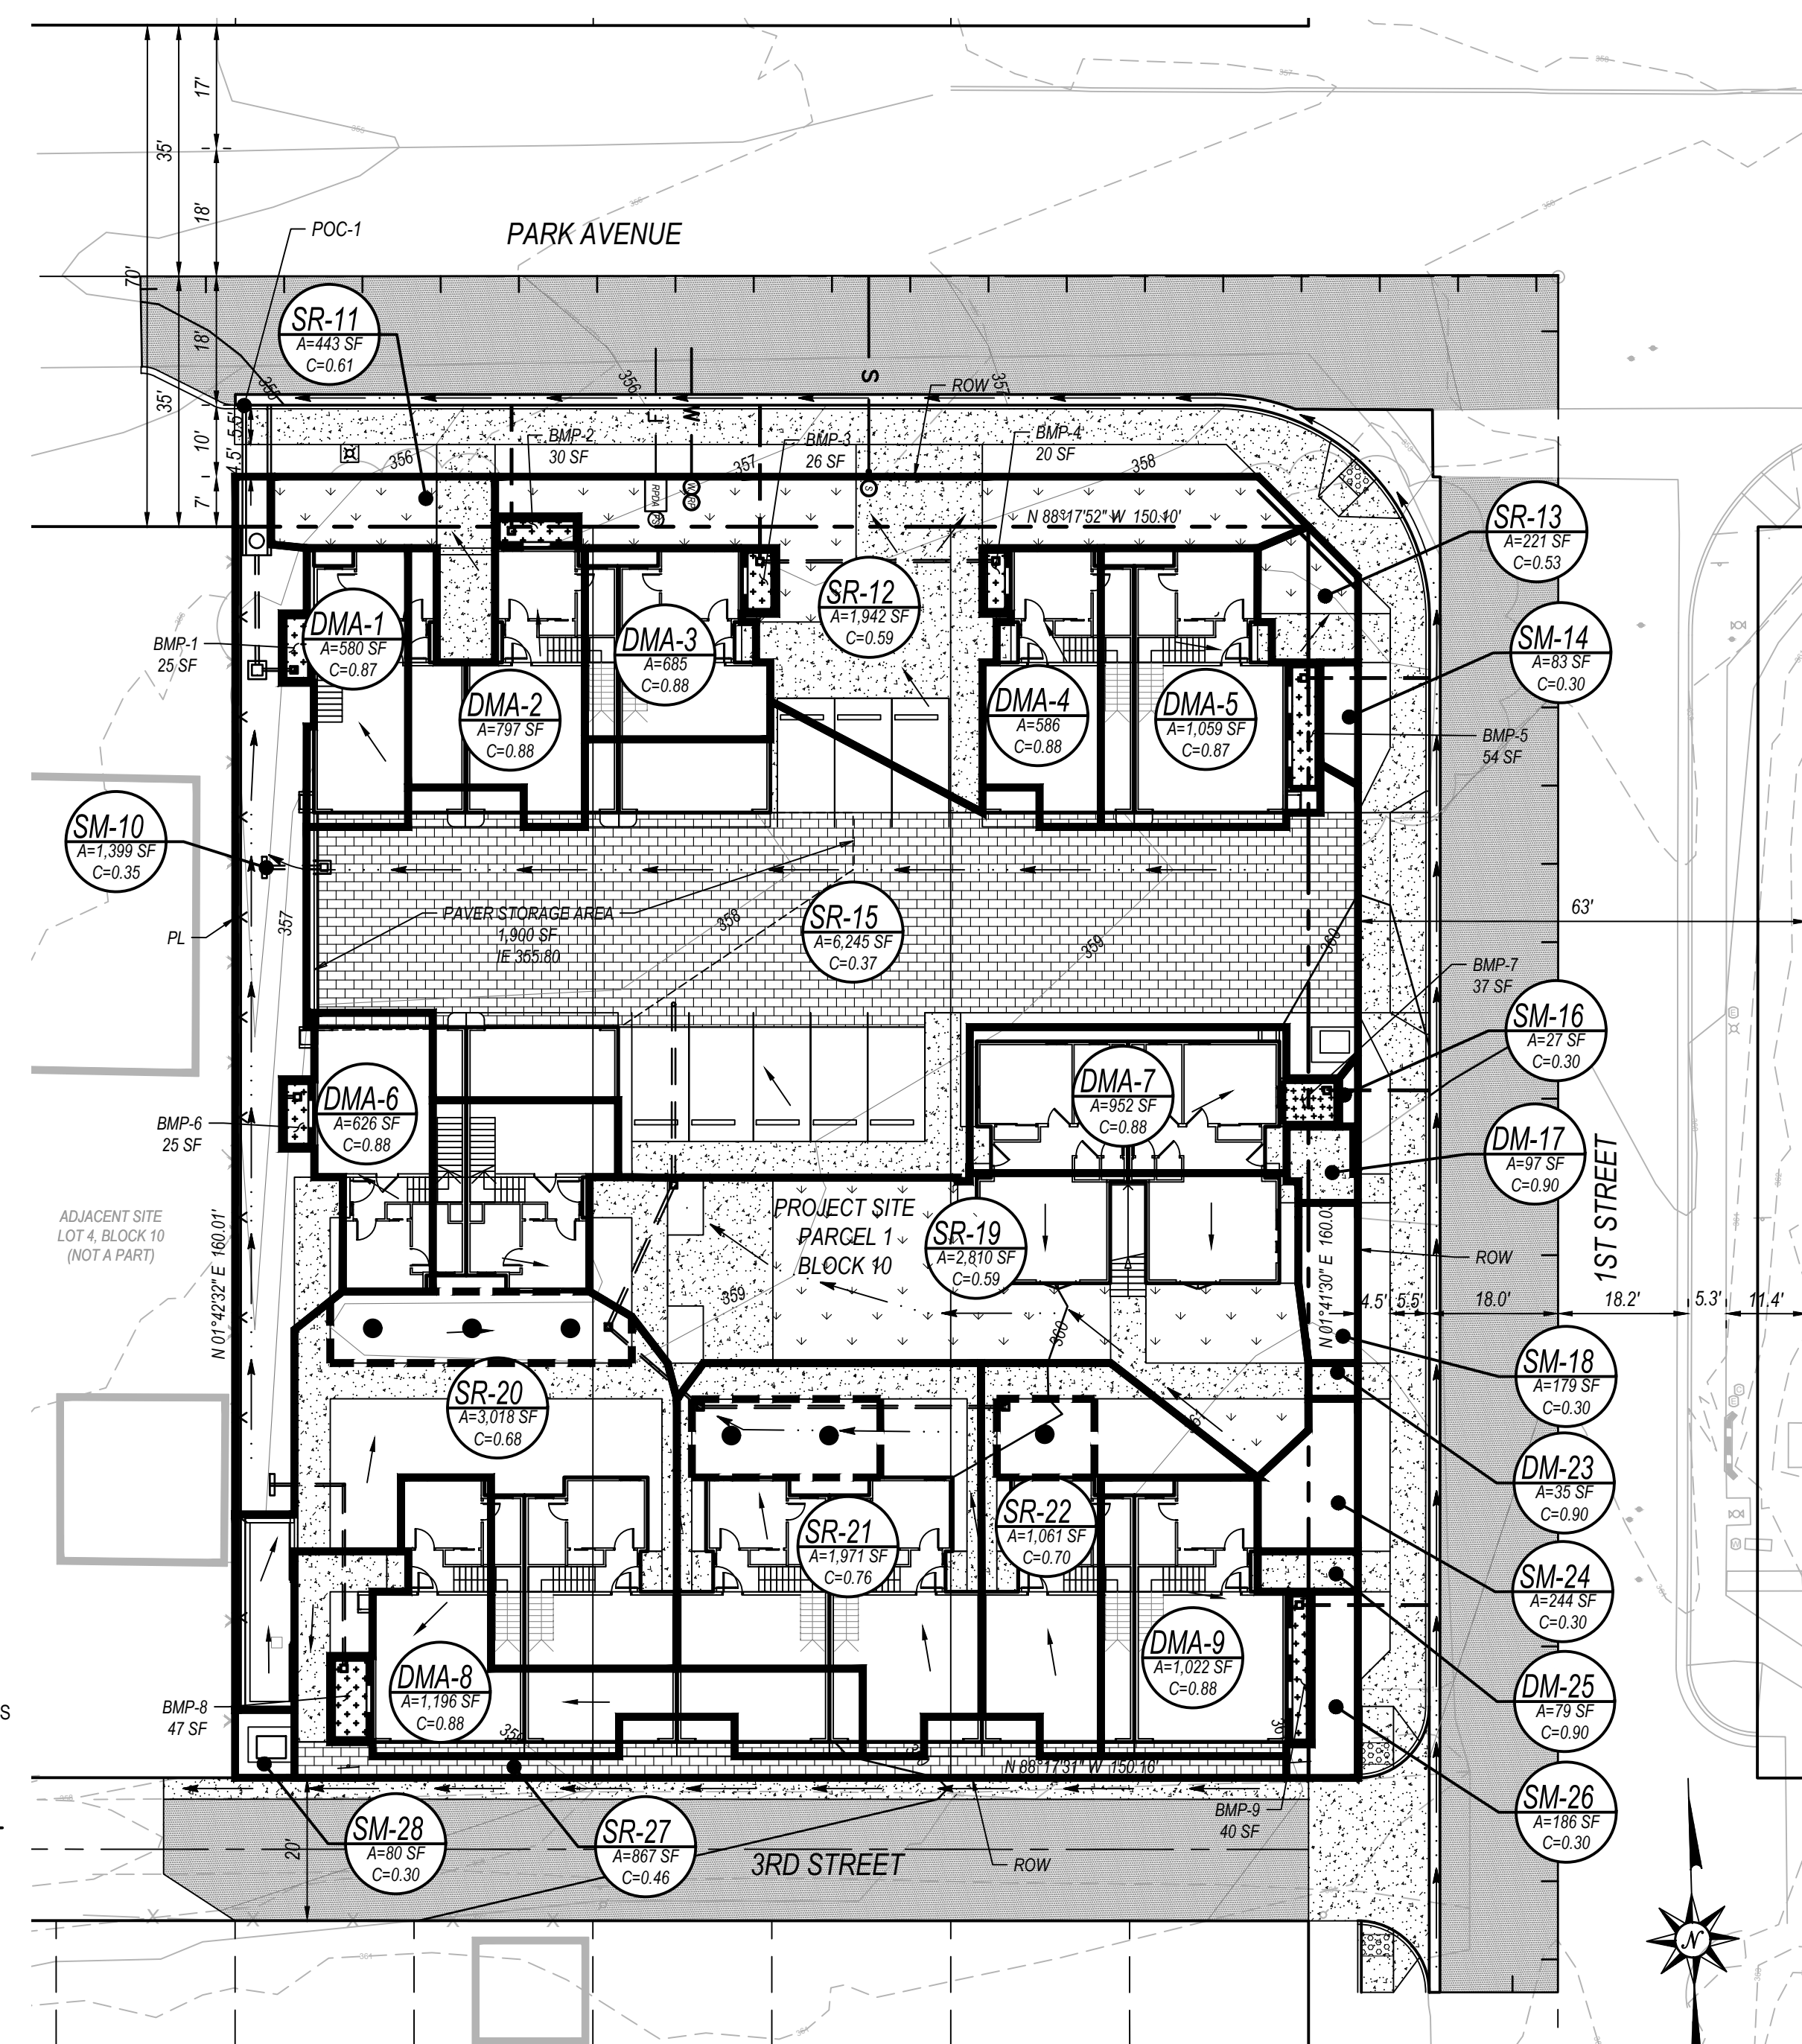 17'
35'
18'
POC-1
PARK AVENUE
70'
SR-11
A=443 SF
C=0.61
18'
35'
355
356
S
ROW
357
F
W
10'
5.5'
4.5'
7'
BMP-2
30 SF
BMP-3
26 SF
BMP-4
20 SF
356
357
358
N 88°17'52" W 150.10'
SR-13
A=221 SF
C=0.53
SR-12
A=1,942 SF
C=0.59
DMA-1
A=580 SF
C=0.87
DMA-3
A=685
C=0.88
SM-14
A=83 SF
C=0.30
BMP-1
25 SF
DMA-2
A=797 SF
C=0.88
DMA-4
A=586
C=0.88
DMA-5
A=1,059 SF
C=0.87
BMP-5
54 SF
SM-10
A=1,399 SF
C=0.35
PAVER STORAGE AREA
1,900 SF
IE 355.80
357
358
359
360
SR-15
A=6,245 SF
C=0.37
PL
63'
BMP-7
37 SF
SM-16
A=27 SF
C=0.30
DMA-6
A=626 SF
C=0.88
DMA-7
A=952 SF
C=0.88
BMP-6
25 SF
DM-17
A=97 SF
C=0.90
1ST STREET
ADJACENT SITE
LOT 4, BLOCK 10
(NOT A PART)
N 01°42'32" E 160.01'
PROJECT SITE
PARCEL 1
BLOCK 10
SR-19
A=2,810 SF
C=0.59
N 01°41'30" E 160.03'
ROW
359
360
4.5'
5.5'
18.0'
18.2'
5.3'
11.4'
SM-18
A=179 SF
C=0.30
SR-20
A=3,018 SF
C=0.68
DM-23
A=35 SF
C=0.90
SR-21
A=1,971 SF
C=0.76
SR-22
A=1,061 SF
C=0.70
SM-24
A=244 SF
C=0.30
DMA-8
A=1,196 SF
C=0.88
DMA-9
A=1,022 SF
C=0.88
DM-25
A=79 SF
C=0.90
BMP-8
47 SF
S
N 88°17'31" W 150.16'
SM-26
A=186 SF
C=0.30
BMP-9
40 SF
SM-28
A=80 SF
C=0.30
SR-27
A=867 SF
C=0.46
20'
3RD STREET
ROW
N